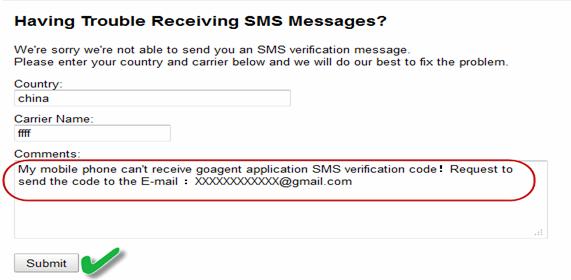 Having Trouble Receiving SMS Messages?
We're sorry we're not able to send you an SMS verification message.
Please enter your country and carrier below and we will do our best to fix the problem.
Country:
china
Carrier Name:
ffff
Comments:
My mobile phone can't receive goagent application SMS verification code！Request to
send the code to the E-mail ：XXXXXXXXXXXX@gmail.com
Submit